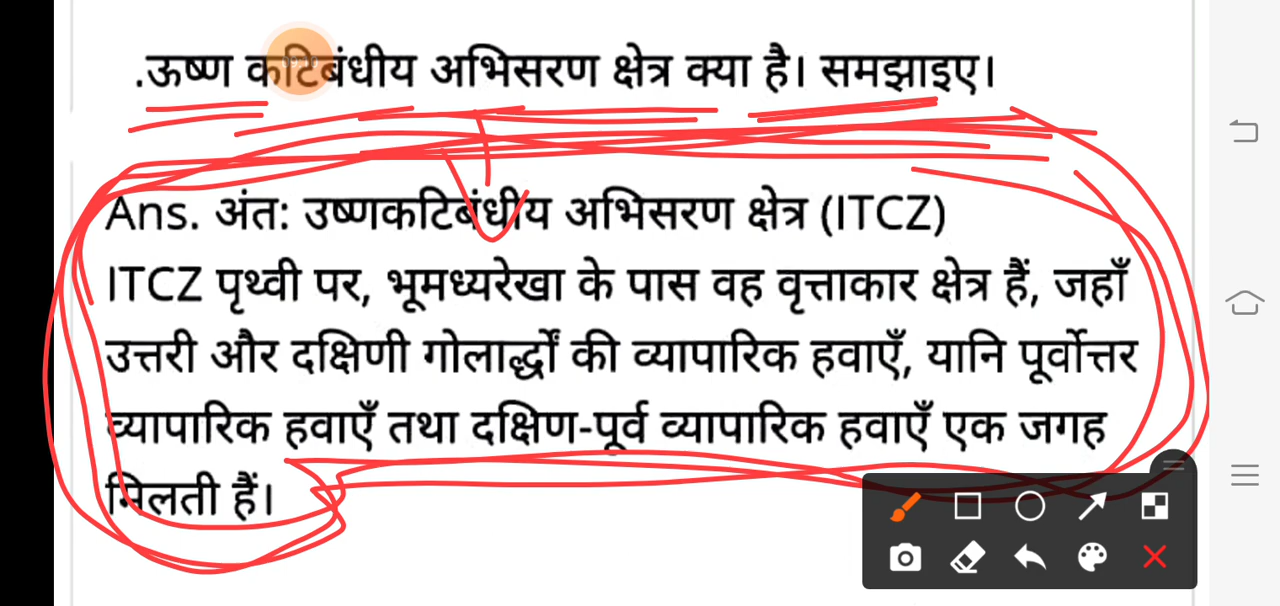 .ऊष्ण कटिबंधीय अभिसरण क्षेत्र क्या है। समझाइए।
Ans. अंत: उष्णकटिबंधीय अभिसरण क्षेत्र (ITCZ)
ITCZ पृथ्वी पर, भूमध्यरेखा के पास वह वृत्ताकार क्षेत्र हैं, जहाँ
उत्तरी और दक्षिणी गोलार्द्धों की व्यापारिक हवाएँ, यानि पूर्वोत्तर
व्यापारिक हवाएँ तथा दक्षिण-पूर्व व्यापारिक हवाएँ एक जगह
मिलती हैं।